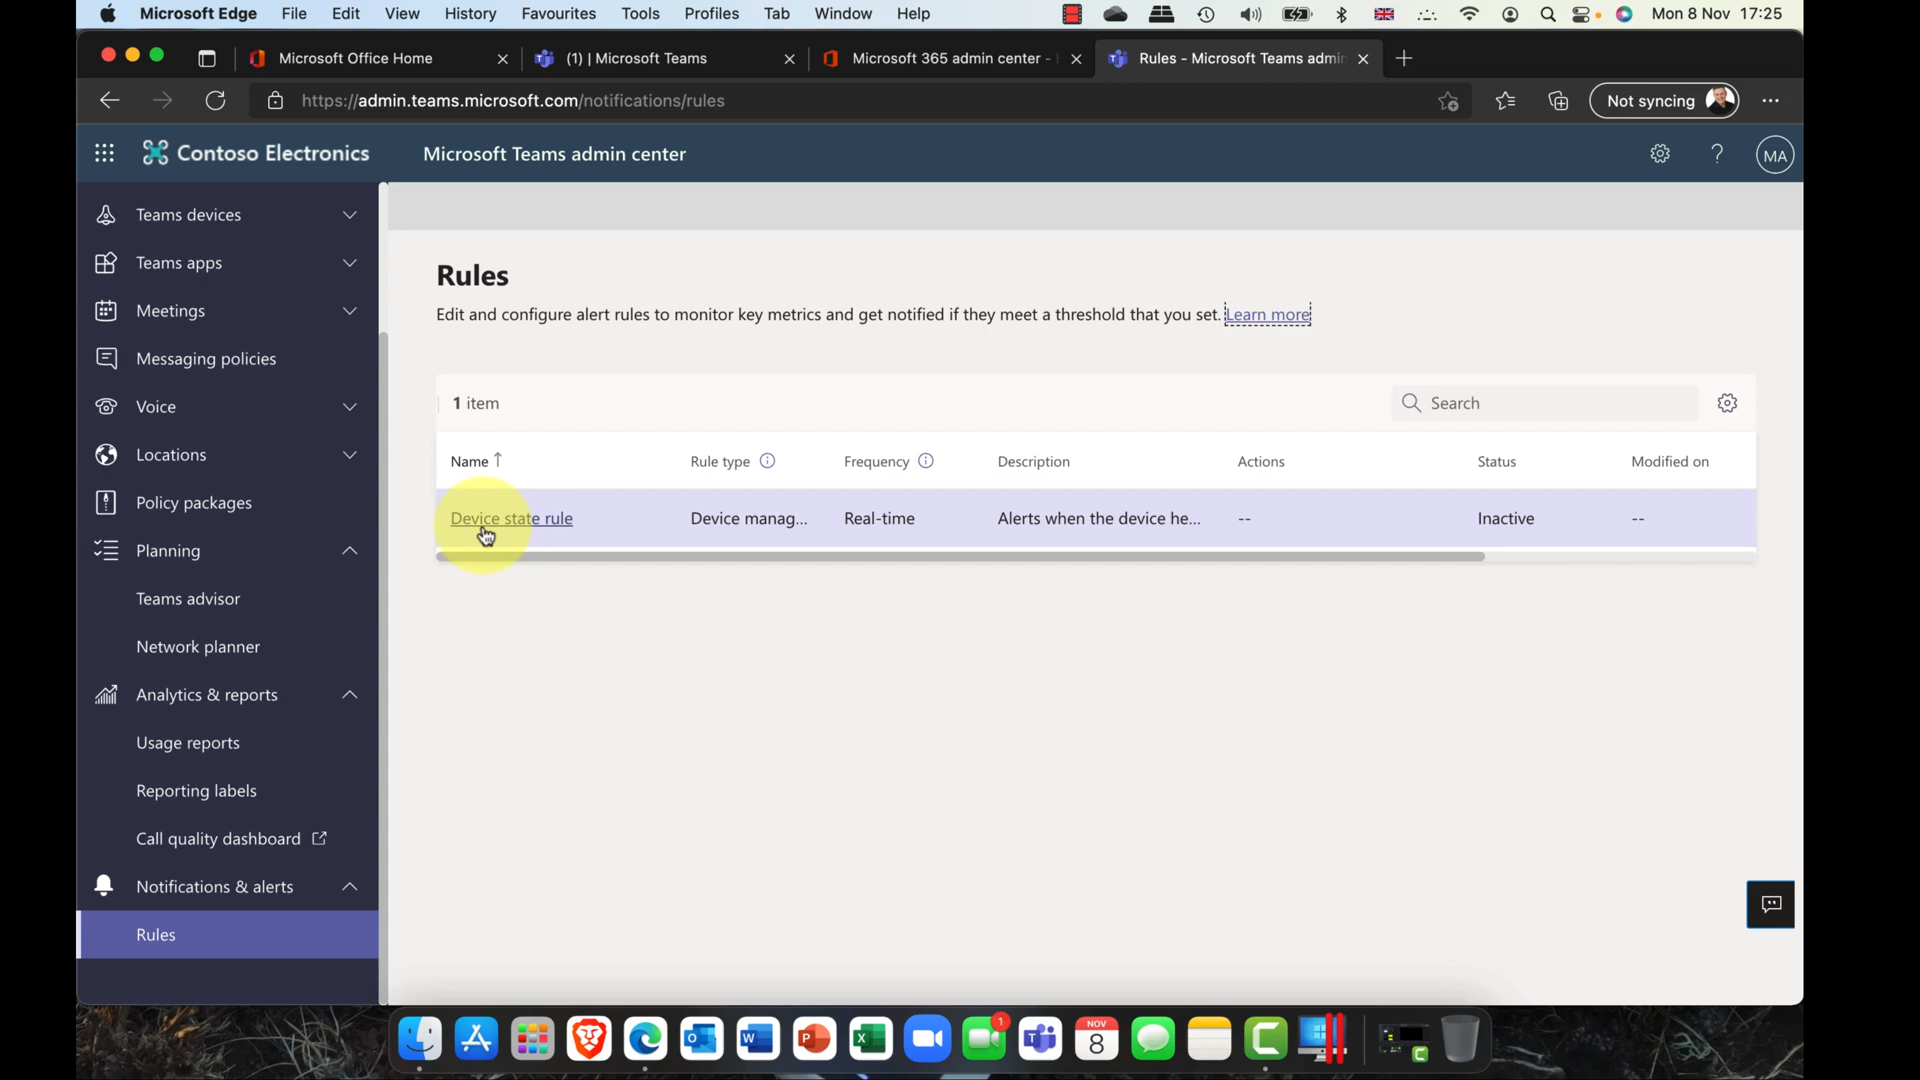 Microsoft Edge File Edit View History Favourites Tools Profiles Tab Window Help Mon 8 Nov 17:25
Microsoft Office Home (1) | Microsoft Teams Microsoft 365 admin center - Rules - Microsoft Teams admin
https://admin.teams.microsoft.com/notifications/rules Not syncing
Contoso Electronics Microsoft Teams admin center ? MA
Teams devices
Teams apps
Meetings
Messaging policies
Voice
Locations
Policy packages
Planning
Teams advisor
Network planner
Analytics & reports
Usage reports
Reporting labels
Call quality dashboard
Notifications & alerts
Rules
Rules
Edit and configure alert rules to monitor key metrics and get notified if they meet a threshold that you set. Learn more
1 item Search
Name ↑ Rule type Frequency Description Actions Status Modified on
Device state rule Device manag... Real-time Alerts when the device he... -- Inactive --
1
NOV
8